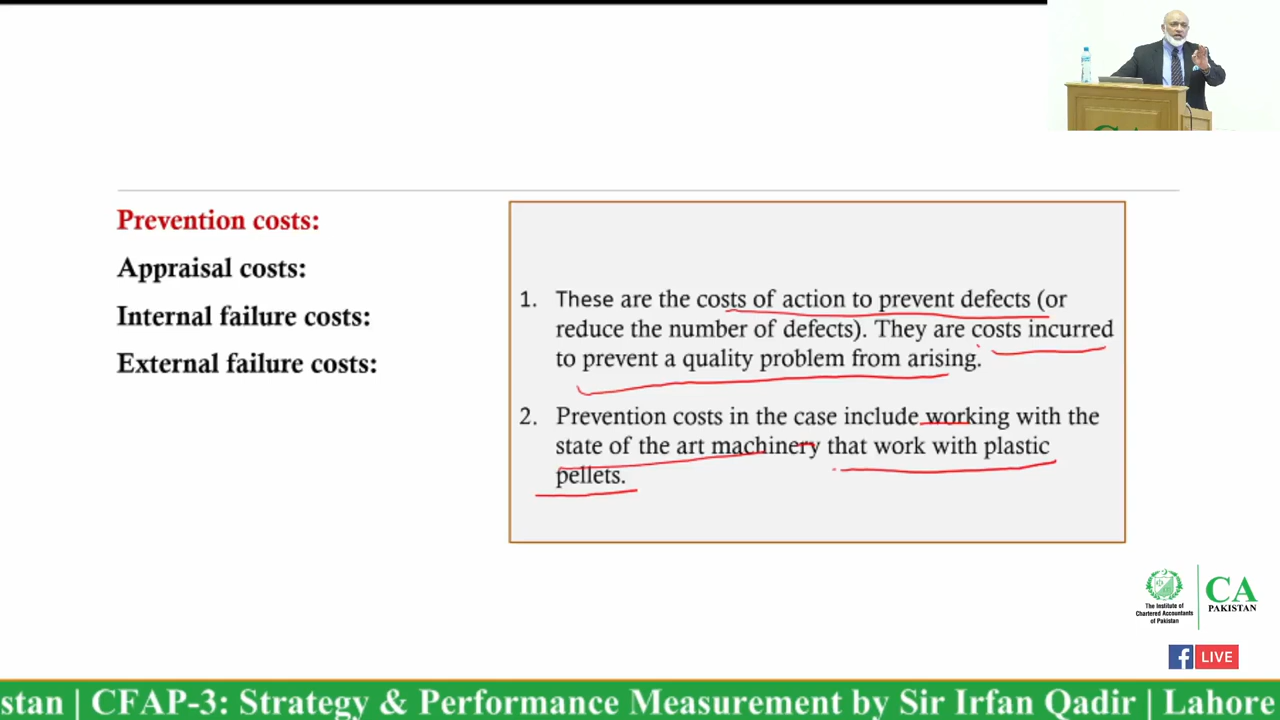 Prevention costs:
Appraisal costs:
Internal failure costs:
External failure costs:
1. These are the costs of action to prevent defects (or
reduce the number of defects). They are costs incurred
to prevent a quality problem from arising.
2. Prevention costs in the case include working with the
state of the art machinery that work with plastic
pellets.
The Institute of
Chartered Accountants
of Pakistan
CA
PAKISTAN
LIVE
stan | CFAP-3: Strategy & Performance Measurement by Sir Irfan Qadir | Lahore